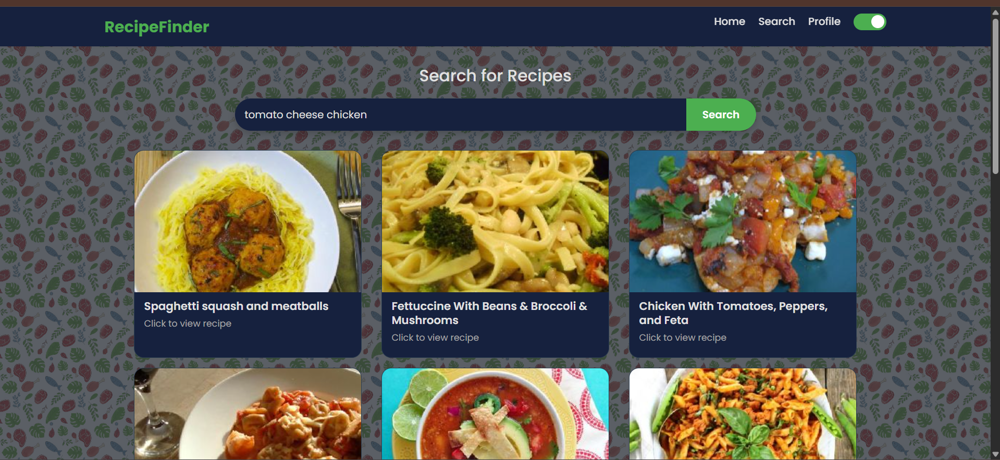 RecipeFinder
Home Search Profile
Search for Recipes
tomato cheese chicken
Search
Spaghetti squash and meatballs
Click to view recipe
Fettuccine With Beans & Broccoli &
Mushrooms
Click to view recipe
Chicken With Tomatoes, Peppers,
and Feta
Click to view recipe